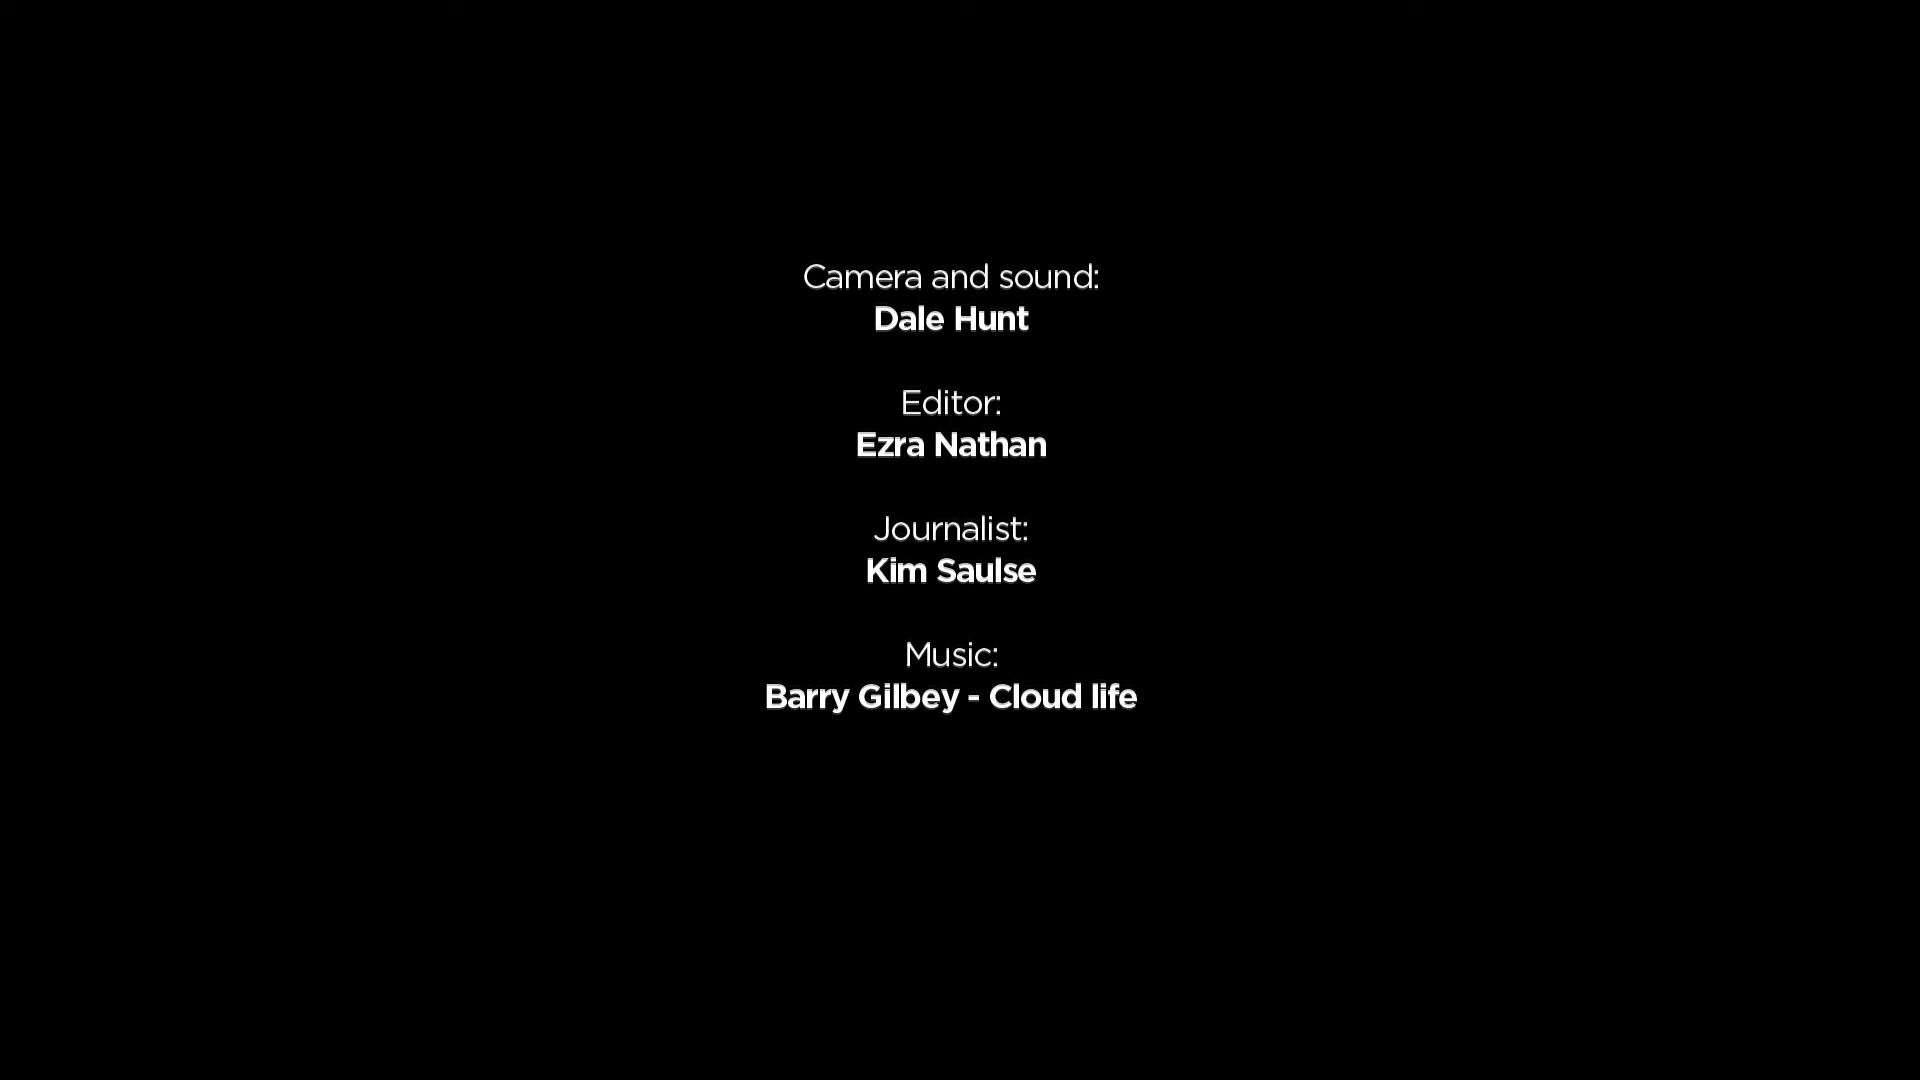 Camera and sound:
Dale Hunt
Editor:
Ezra Nathan
Journalist:
Kim Saulse
Music:
Barry Gilbey - Cloud life